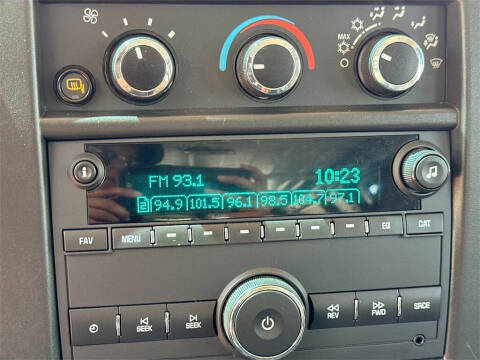 MAX
FM 93.1 10:23
94.9 101.5 96.1 98.5 104.7 97.1
FAV MENU EQ CAT
SEEK SEEK REV FWD SRCE